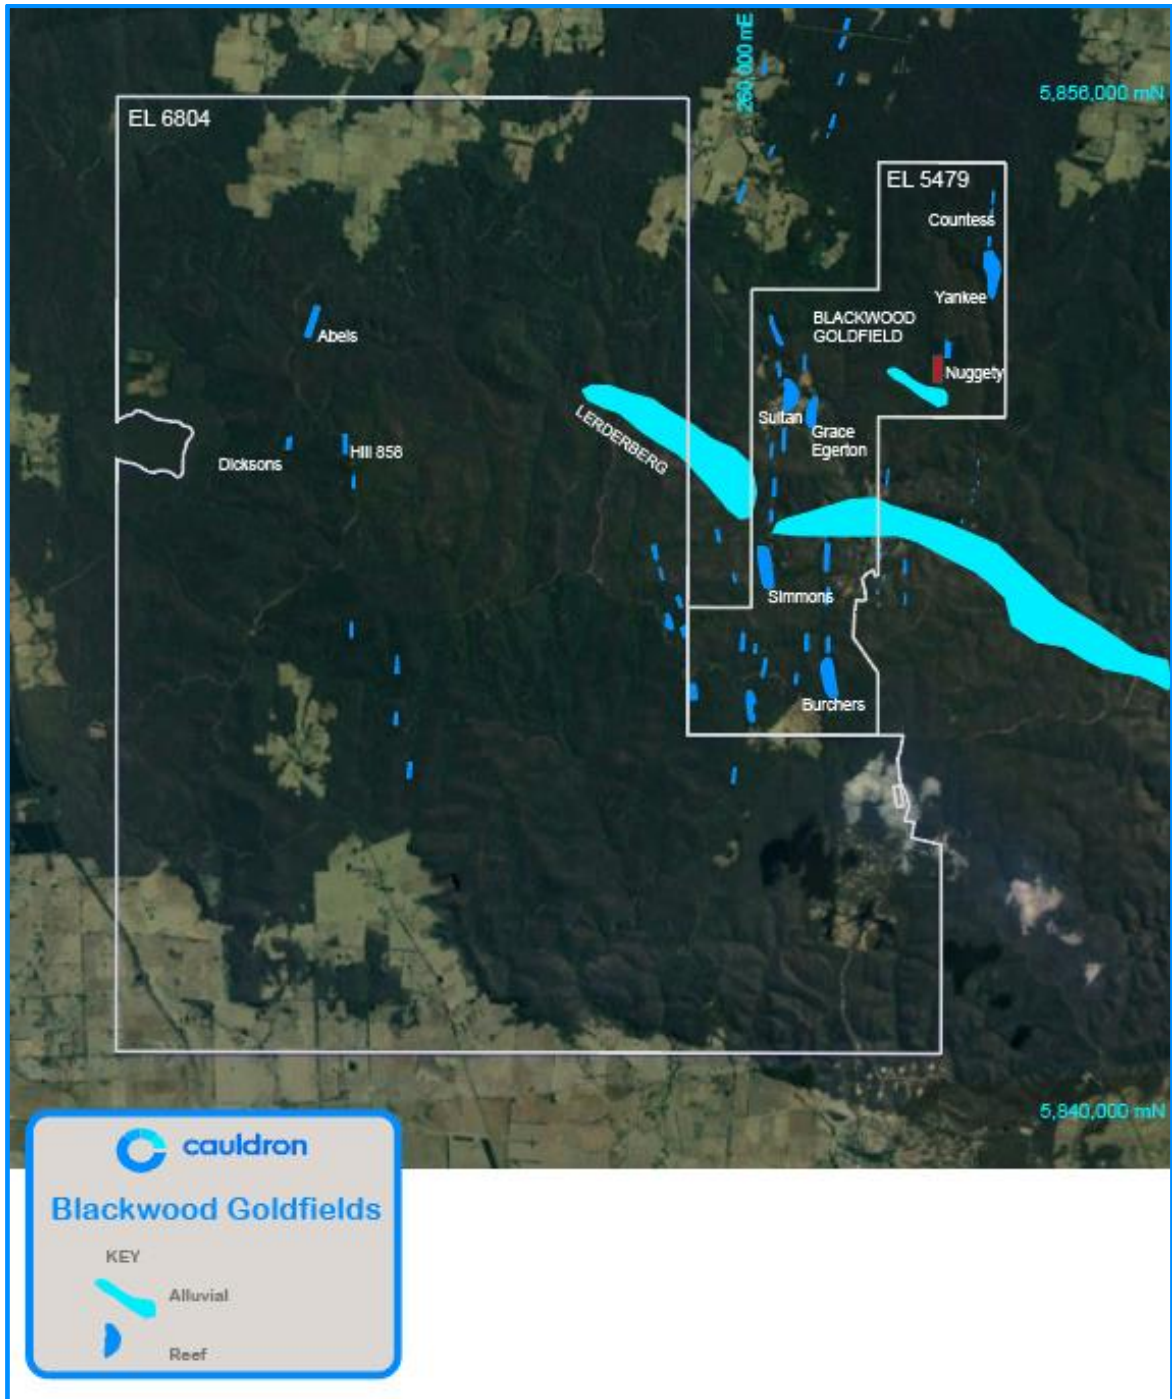 260,000 mE
5,856,000 mN
EL 6804
EL 5479
Countess
Yankee
BLACKWOOD
GOLDFIELD
Abels
Nuggety
LERDERBERG
Sultan
Grace
Egerton
Dicksons
Hill 858
Simmons
Burchers
5,840,000 mN
cauldron
Blackwood Goldfields
KEY
Alluvial
Reef